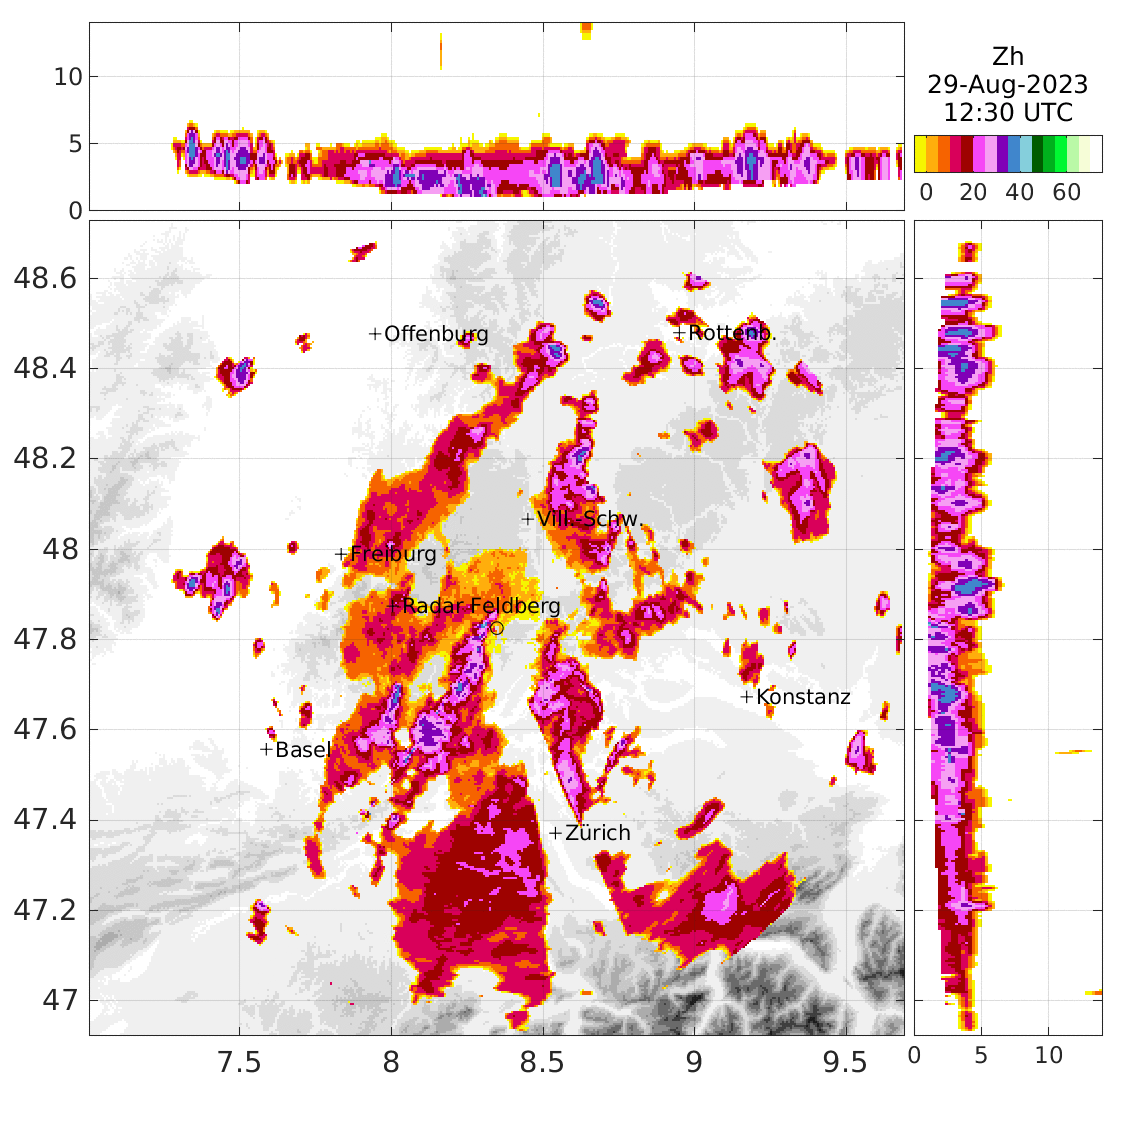 10
5
0
Zh
29-Aug-2023
12:30 UTC
0 20 40 60
48.6
48.4
48.2
48
47.8
47.6
47.4
47.2
47
+Offenburg
+Rottenb.
+Vill.-Schw.
+Freiburg
+Radar Feldberg
+Konstanz
+Basel
+Zürich
7.5 8 8.5 9 9.5
0 5 10